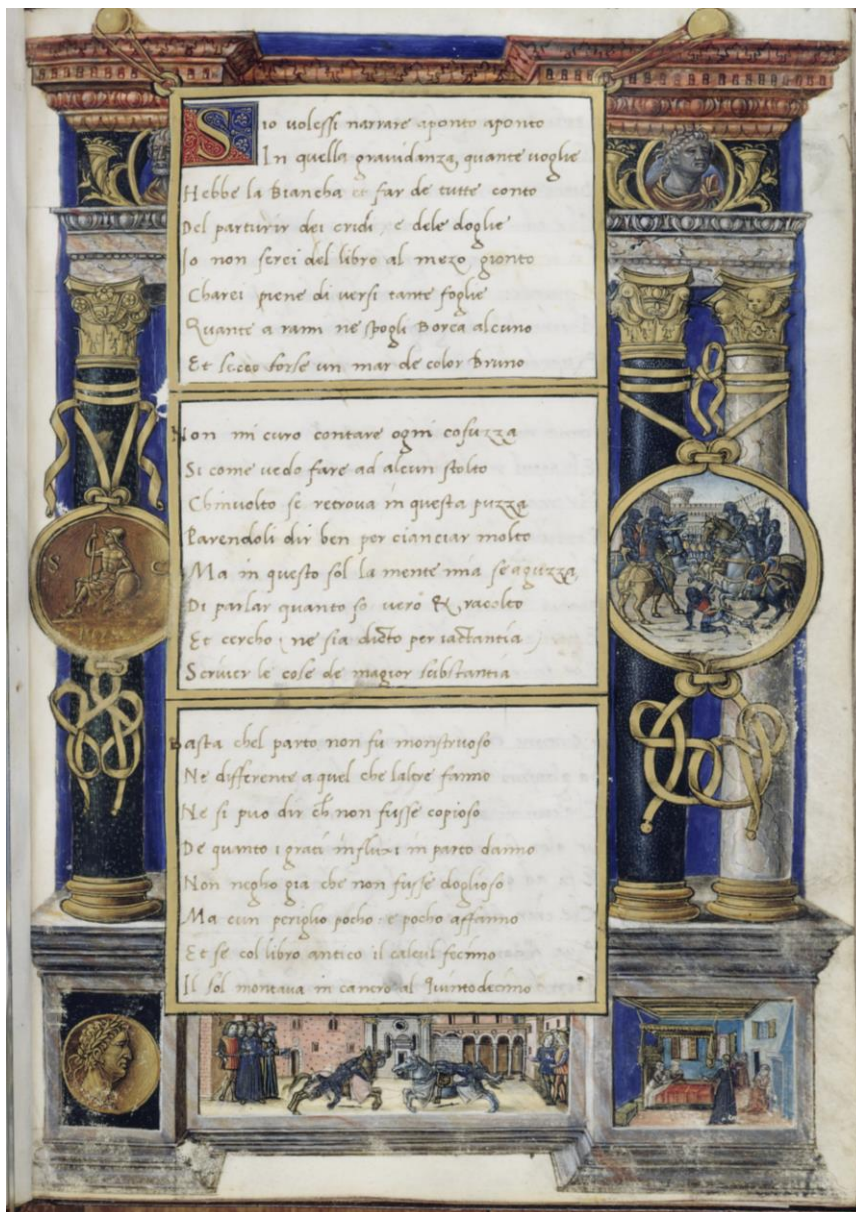 S io volessi narrare aponto aponto
In quella gravidanza, quante voglie
Hebbe la Biancha et far de tutte conto
Del parturir dei cridi, e dele doglie
Io non serei del libro al mezo gionto
Charei piene di versi tante foglie
Quante a rami ne spogli Borea alcuno
Et secco forse un mar de color Bruno
Non mi curo contare ogni cosuzza
Si come vedo fare ad alcun stolto
Chinvolto se retrova in questa puzza
Parendoli dir ben per cianciar molto
Ma in questo sol la mente mia se aguzza,
Di parlar quanto so vero & racolto
Et cercho (ne sia dicto per iactantia)
Scriver le cose de magior substantia
Basta chel parto non fu monstruoso
Ne differente a quel che laltre fanno
Ne si puo dir ch non fusse copioso
De quanto i grati influxi in parto danno
Non negho gia che non fusse doglioso
Ma cun periglio pocho: e pocho affanno
Et se col libro antico il calcul fecimo
Il sol montava in cancro al Quintodecimo
S C